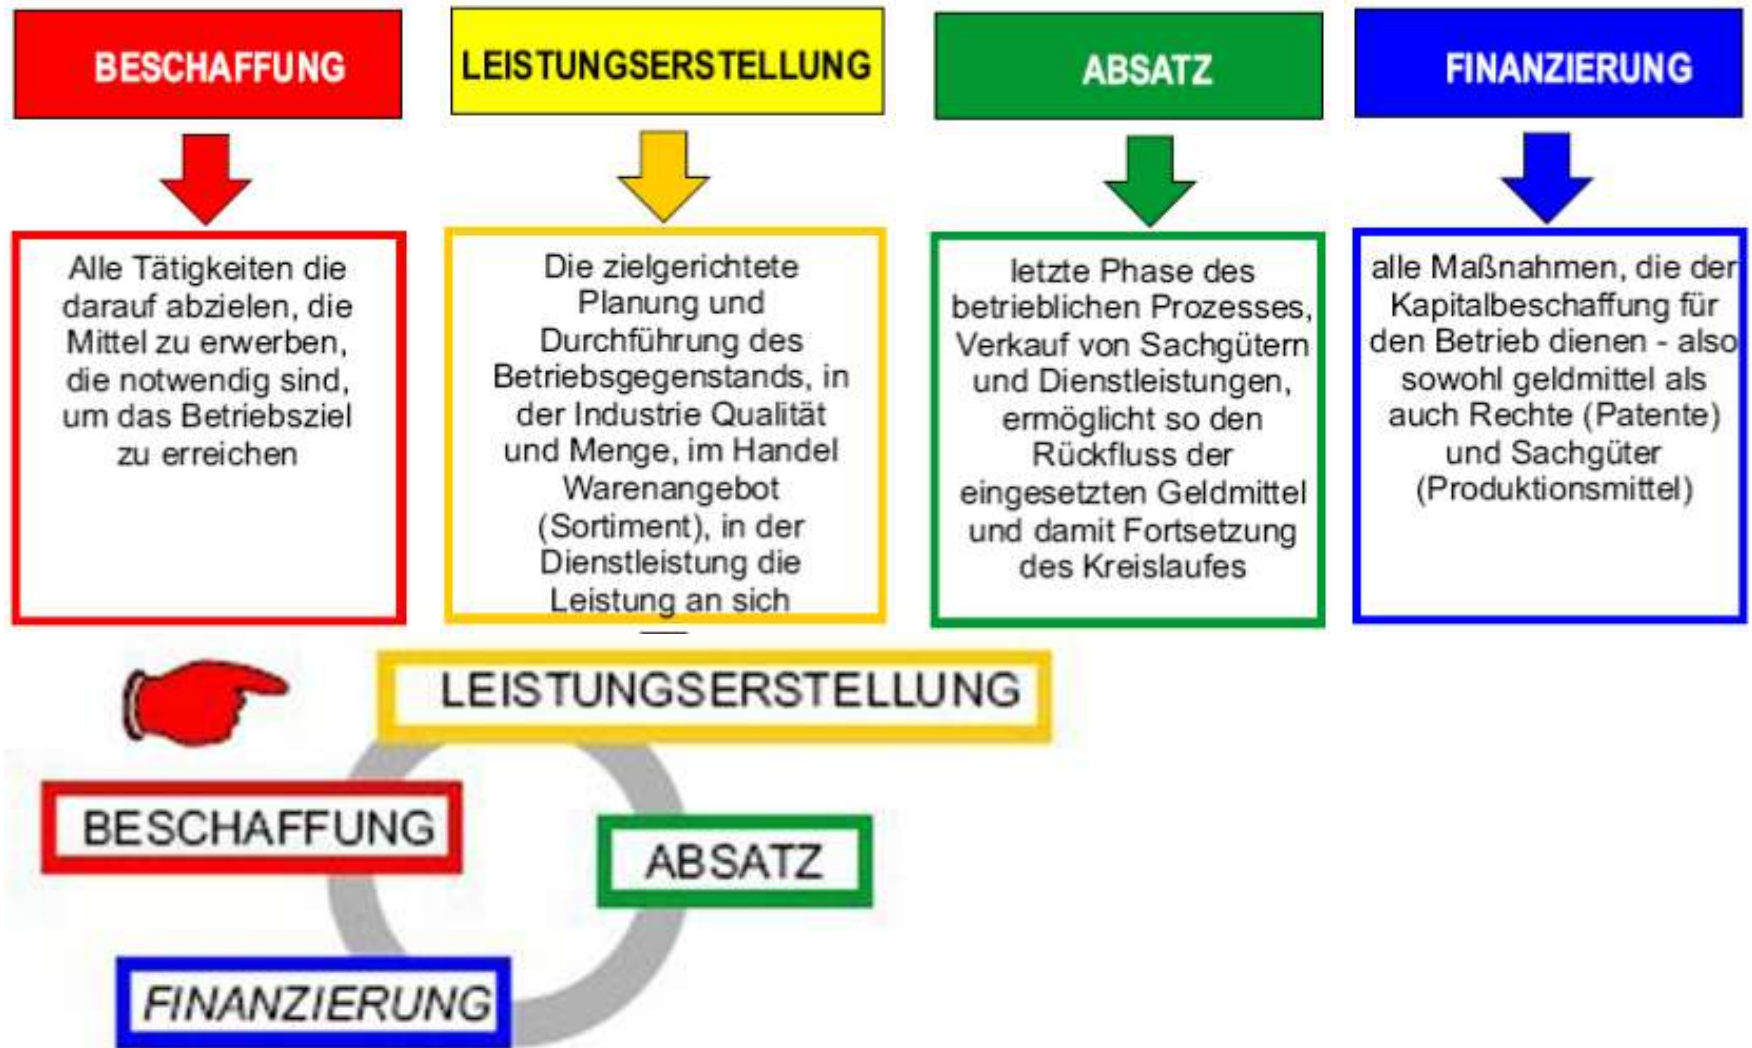 BESCHAFFUNG
LEISTUNGSERSTELLUNG
ABSATZ
FINANZIERUNG
Alle Tätigkeiten die
darauf abzielen, die
Mittel zu erwerben,
die notwendig sind,
um das Betriebsziel
zu erreichen
Die zielgerichtete
Planung und
Durchführung des
Betriebsgegenstands, in
der Industrie Qualität
und Menge, im Handel
Warenangebot
(Sortiment), in der
Dienstleistung die
Leistung an sich
letzte Phase des
betrieblichen Prozesses,
Verkauf von Sachgütern
und Dienstleistungen,
ermöglicht so den
Rückfluss der
eingesetzten Geldmittel
und damit Fortsetzung
des Kreislaufes
alle Maßnahmen, die der
Kapitalbeschaffung für
den Betrieb dienen - also
sowohl geldmittel als
auch Rechte (Patente)
und Sachgüter
(Produktionsmittel)
LEISTUNGSERSTELLUNG
BESCHAFFUNG
ABSATZ
FINANZIERUNG